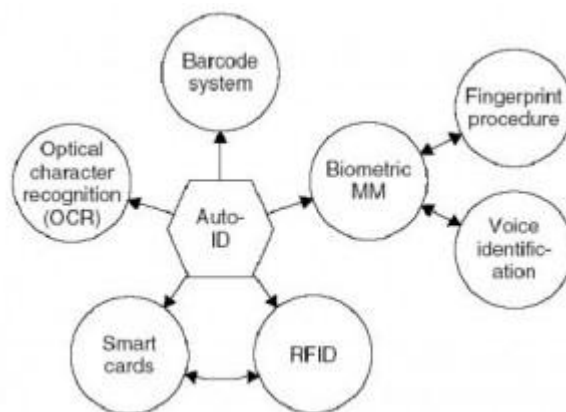 Barcode
system
Fingerprint
procedure
Optical
character
recognition
(OCR)
Biometric
MM
Auto-
ID
Voice
identific-
ation
Smart
cards
RFID